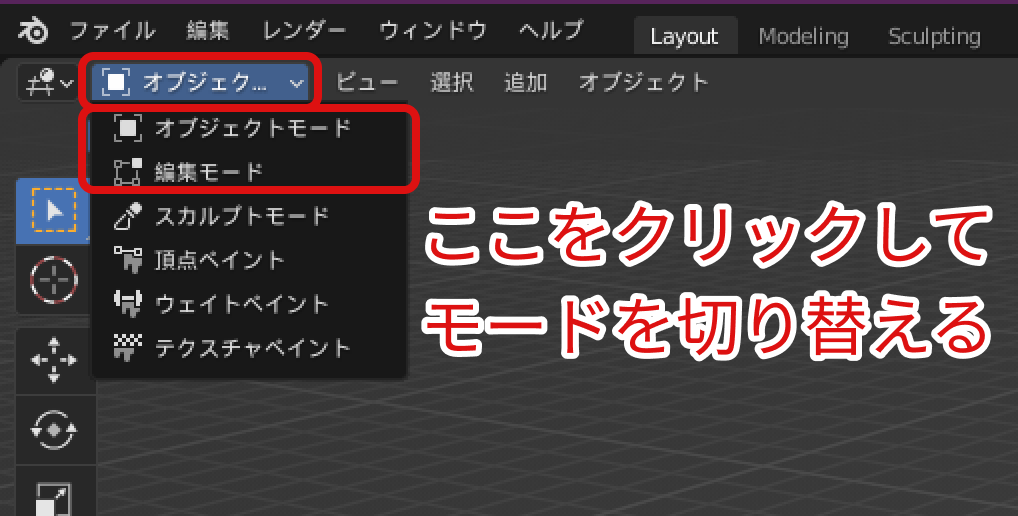 ファイル 編集 レンダー ウィンドウ ヘルプ Layout Modeling Sculpting
オブジェク... ビュー 選択 追加 オブジェクト
オブジェクトモード
編集モード
スカルプトモード
頂点ペイント
ウェイトペイント
テクスチャペイント
ここをクリックして
モードを切り替える